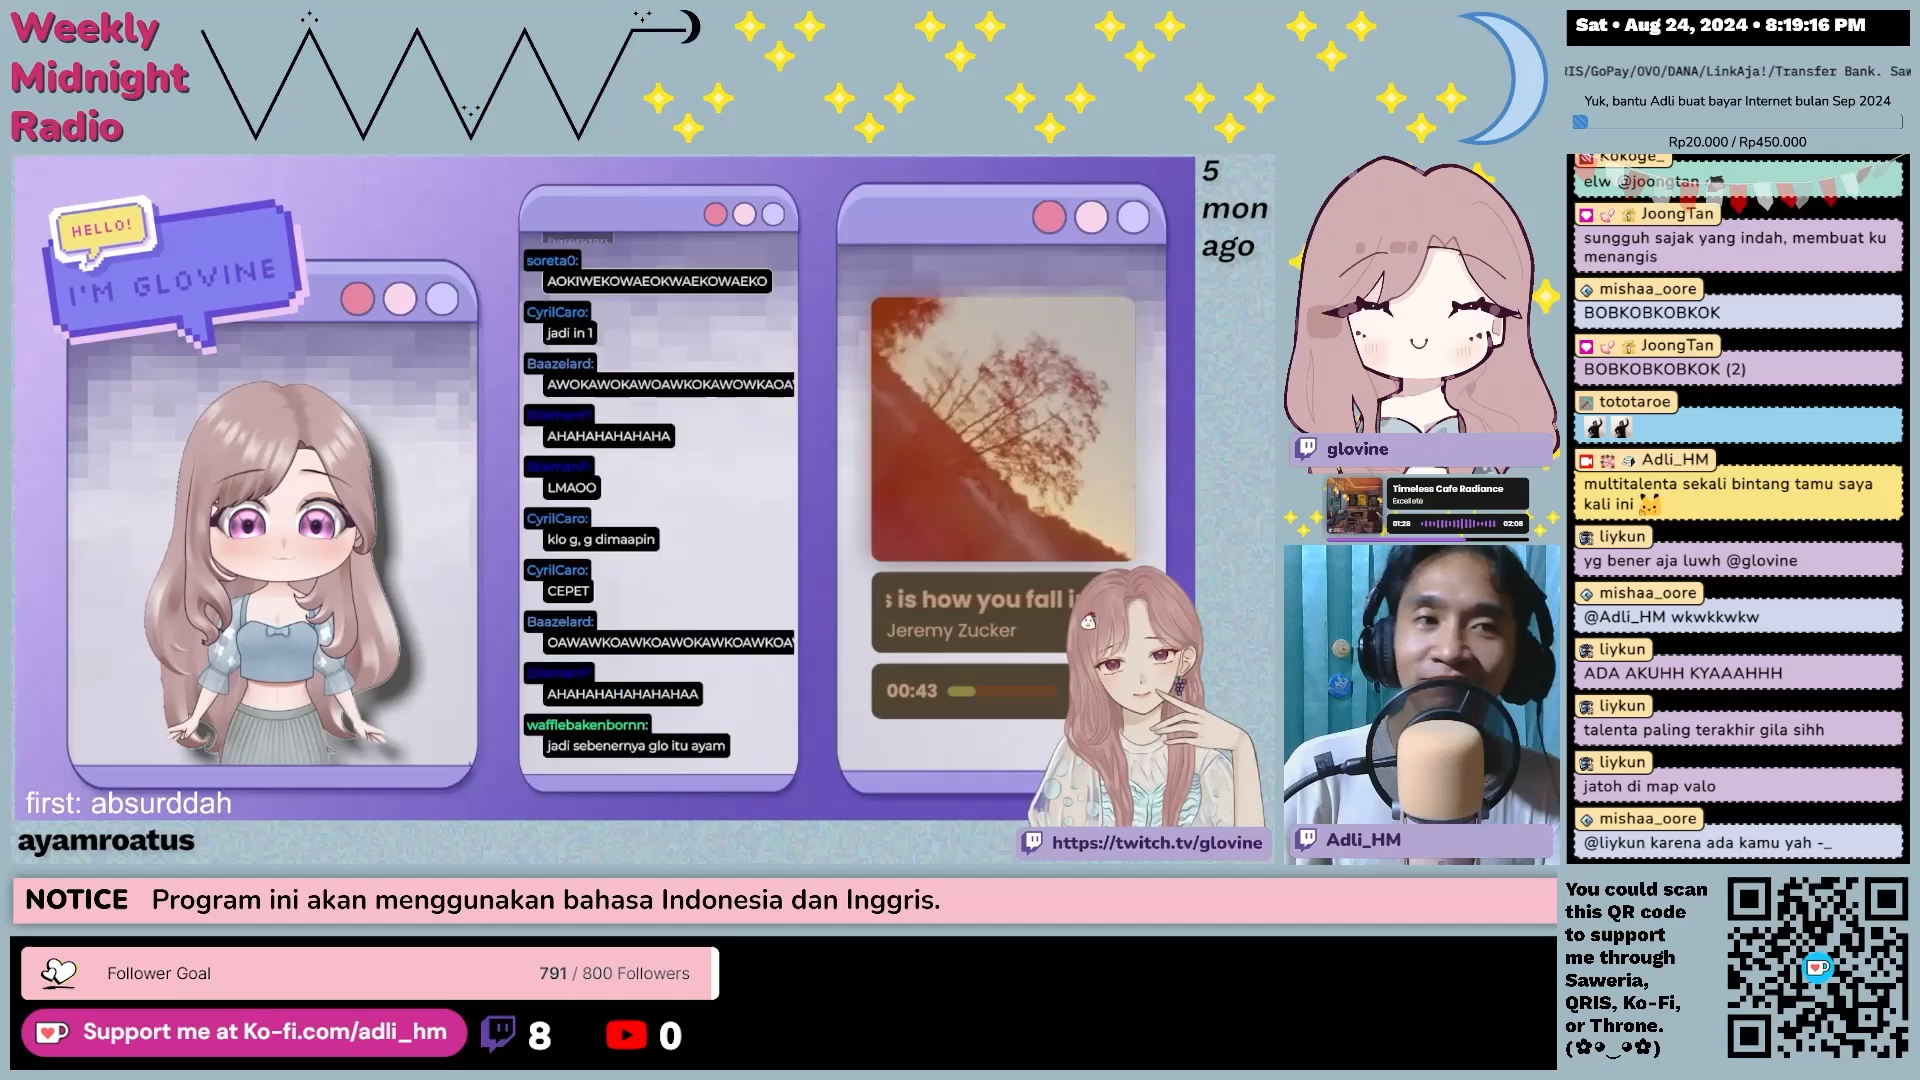 Weekly
Midnight
Radio
Sat • Aug 24, 2024 • 8:19:16 PM
RIS/GoPay/OVO/DANA/LinkAja!/Transfer Bank. Saw
Yuk, bantu Adli buat bayar Internet bulan Sep 2024
Rp20.000 / Rp450.000
5
mon
ago
HELLO!
I'M GLOVINE
soreta0:
AOKIWEKOWAEOKWAEKOWAEKO
CyrilCaro:
jadi in 1
Baazelard:
AWOKAWOKAWOAWKOKAWOWKAOA
AHAHAHAHAHAHA
LMAOO
CyrilCaro:
klo g, g dimaapin
CyrilCaro:
CEPET
Baazelard:
OAWAWKOAWKOAWOKAWKOAWKOA
AHAHAHAHAHAHAHAA
wafflebakenbornn:
jadi sebenernya glo itu ayam
s is how you fall i
Jeremy Zucker
00:43
first: absurddah
ayamroatus
https://twitch.tv/glovine
glovine
Timeless Cafe Radiance
Excellete
01:28
02:08
Adli_HM
Kokoge_
elw @joongtan
JoongTan
sungguh sajak yang indah, membuat ku
menangis
mishaa_oore
BOBKOBKOBKOK
JoongTan
BOBKOBKOBKOK (2)
tototaroe
Adli_HM
multitalenta sekali bintang tamu saya
kali ini
liykun
yg bener aja luwh @glovine
mishaa_oore
@Adli_HM wkwkkwkw
liykun
ADA AKUHH KYAAAHHH
liykun
talenta paling terakhir gila sihh
liykun
jatoh di map valo
mishaa_oore
@liykun karena ada kamu yah -_
NOTICE Program ini akan menggunakan bahasa Indonesia dan Inggris.
Follower Goal 791 / 800 Followers
Support me at Ko-fi.com/adli_hm
8
0
You could scan
this QR code
to support
me through
Saweria,
QRIS, Ko-Fi,
or Throne.
(✿◕‿◕✿)